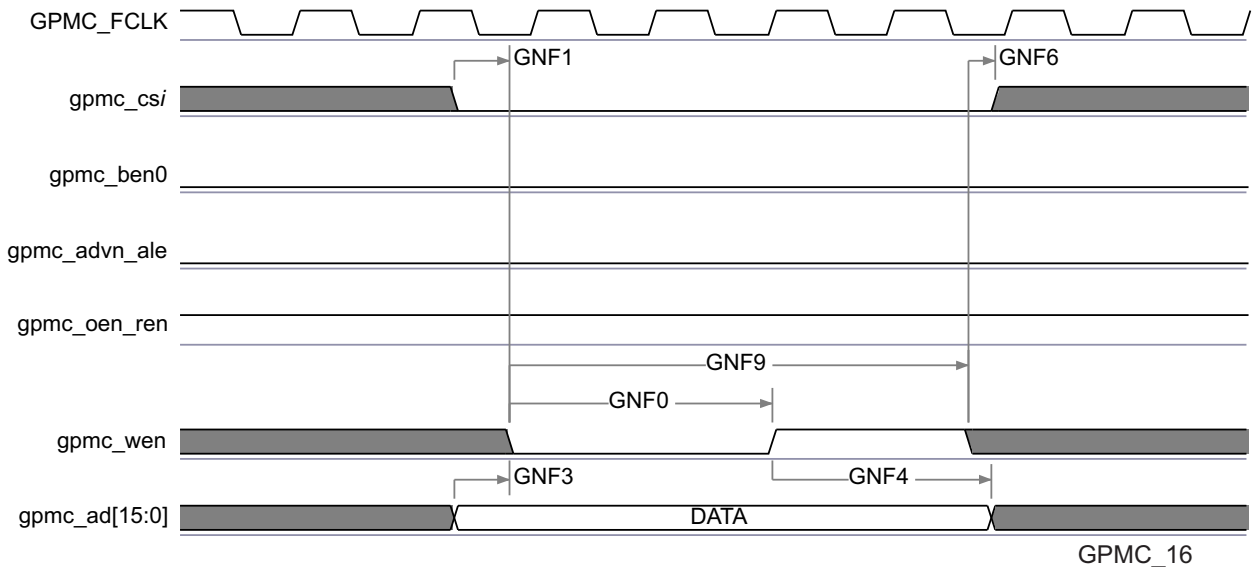 GPMC_FCLK
GNF1
GNF6
gpmc_csi
gpmc_ben0
gpmc_advn_ale
gpmc_oen_ren
GNF9
GNF0
gpmc_wen
GNF3
GNF4
gpmc_ad[15:0]
DATA
GPMC_16